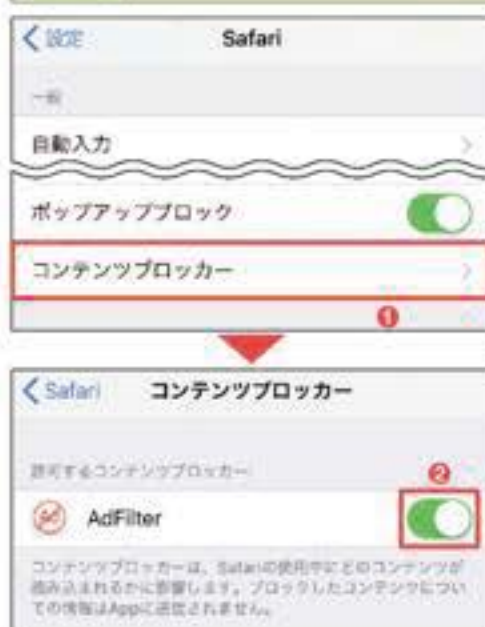 設定
Safari
一般
自動入力
ポップアップブロック
コンテンツブロッカー
❶
Safari
コンテンツブロッカー
許可するコンテンツブロッカー
❷
AdFilter
コンテンツブロッカーは、Safariの使用中にどのコンテンツが
読み込まれるかに影響します。ブロックしたコンテンツについ
ての情報はAppに送信されません。